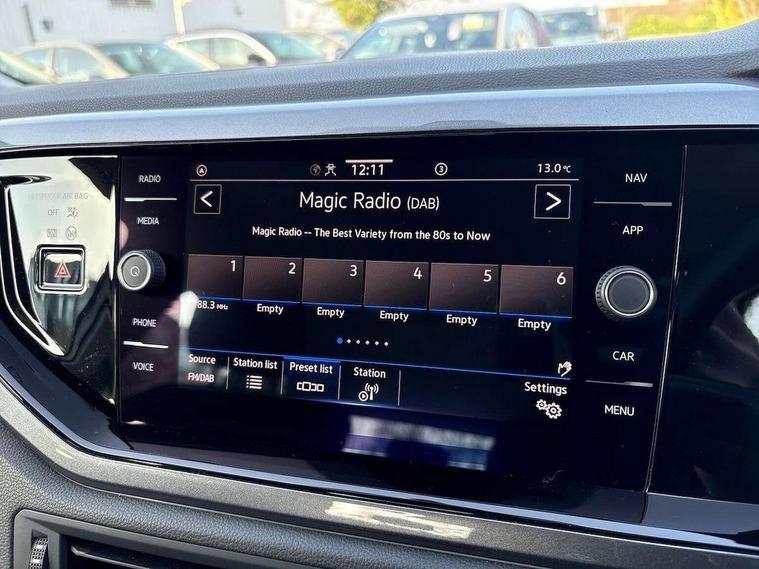 PASSENGER AIR BAG
OFF
RADIO
MEDIA
PHONE
VOICE
12:11
3
13.0°C
<
Magic Radio (DAB)
>
Magic Radio -- The Best Variety from the 80s to Now
1 2 3 4 5 6
88.3 MHz Empty Empty Empty Empty Empty
Source
FM/DAB
Station list
Preset list
Station
Settings
NAV
APP
CAR
MENU